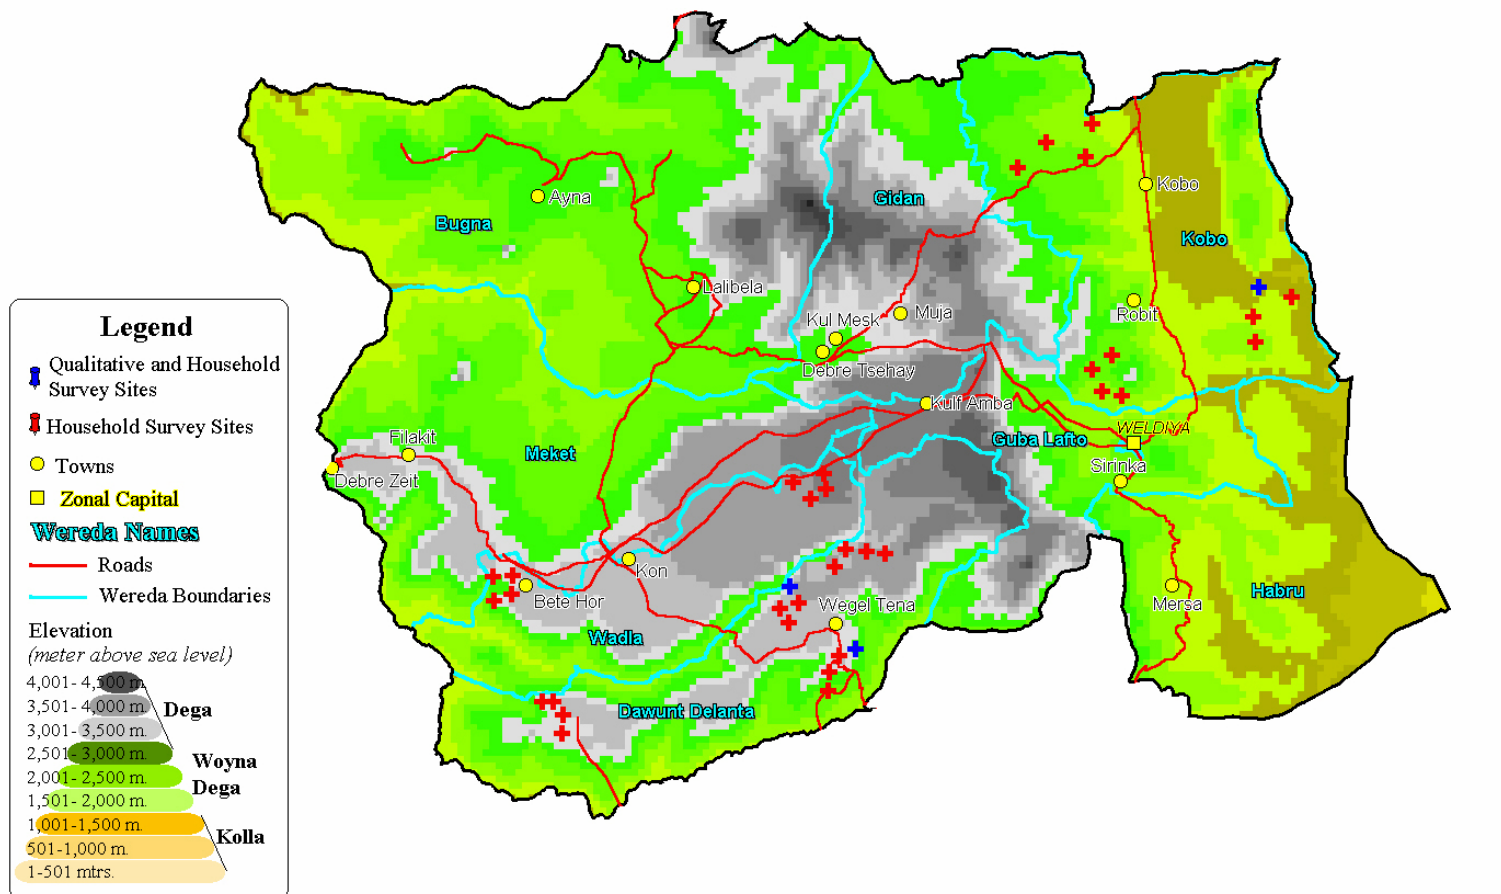 Ayna
Bugna
Gidan
Kobo
Kobo
Lalibela
Kul Mesk
Muja
Robit
Debre Tsehay
Kulf Amba
WELDIYA
Guba Lafto
Sirinka
Filakit
Meket
Debre Zeit
Kon
Bete Hor
Wegel Tena
Mersa
Habru
Wadla
Dawunt Delanta
Legend
Qualitative and Household
Survey Sites
Household Survey Sites
Towns
Zonal Capital
Wereda Names
Roads
Wereda Boundaries
Elevation
(meter above sea level)
4,001- 4,500 m.
3,501- 4,000 m.
Dega
3,001- 3,500 m.
2,501- 3,000 m.
Woyna
2,001- 2,500 m.
Dega
1,501- 2,000 m.
1,001-1,500 m.
Kolla
501-1,000 m.
1-501 mtrs.